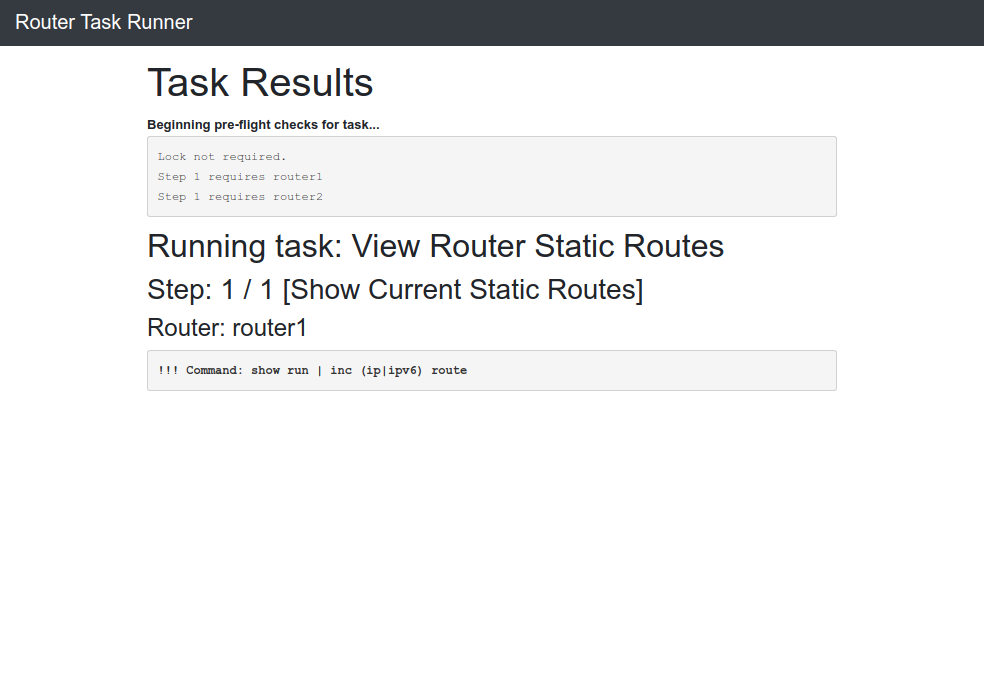 Router Task Runner
Task Results
Beginning pre-flight checks for task...
Lock not required.
Step 1 requires router1
Step 1 requires router2
Running task: View Router Static Routes
Step: 1 / 1 [Show Current Static Routes]
Router: router1
!!! Command: show run | inc (ip|ipv6) route